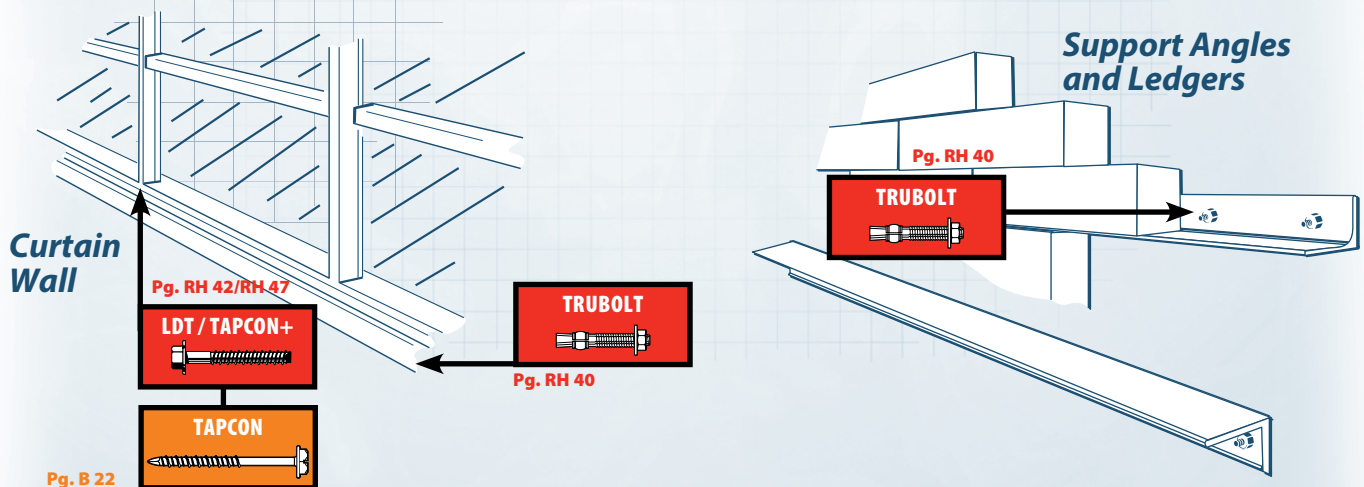 Curtain
Wall
Pg. RH 42/RH 47
LDT / TAPCON+
TAPCON
Pg. B 22
TRUBOLT
Pg. RH 40
Support Angles
and Ledgers
Pg. RH 40
TRUBOLT